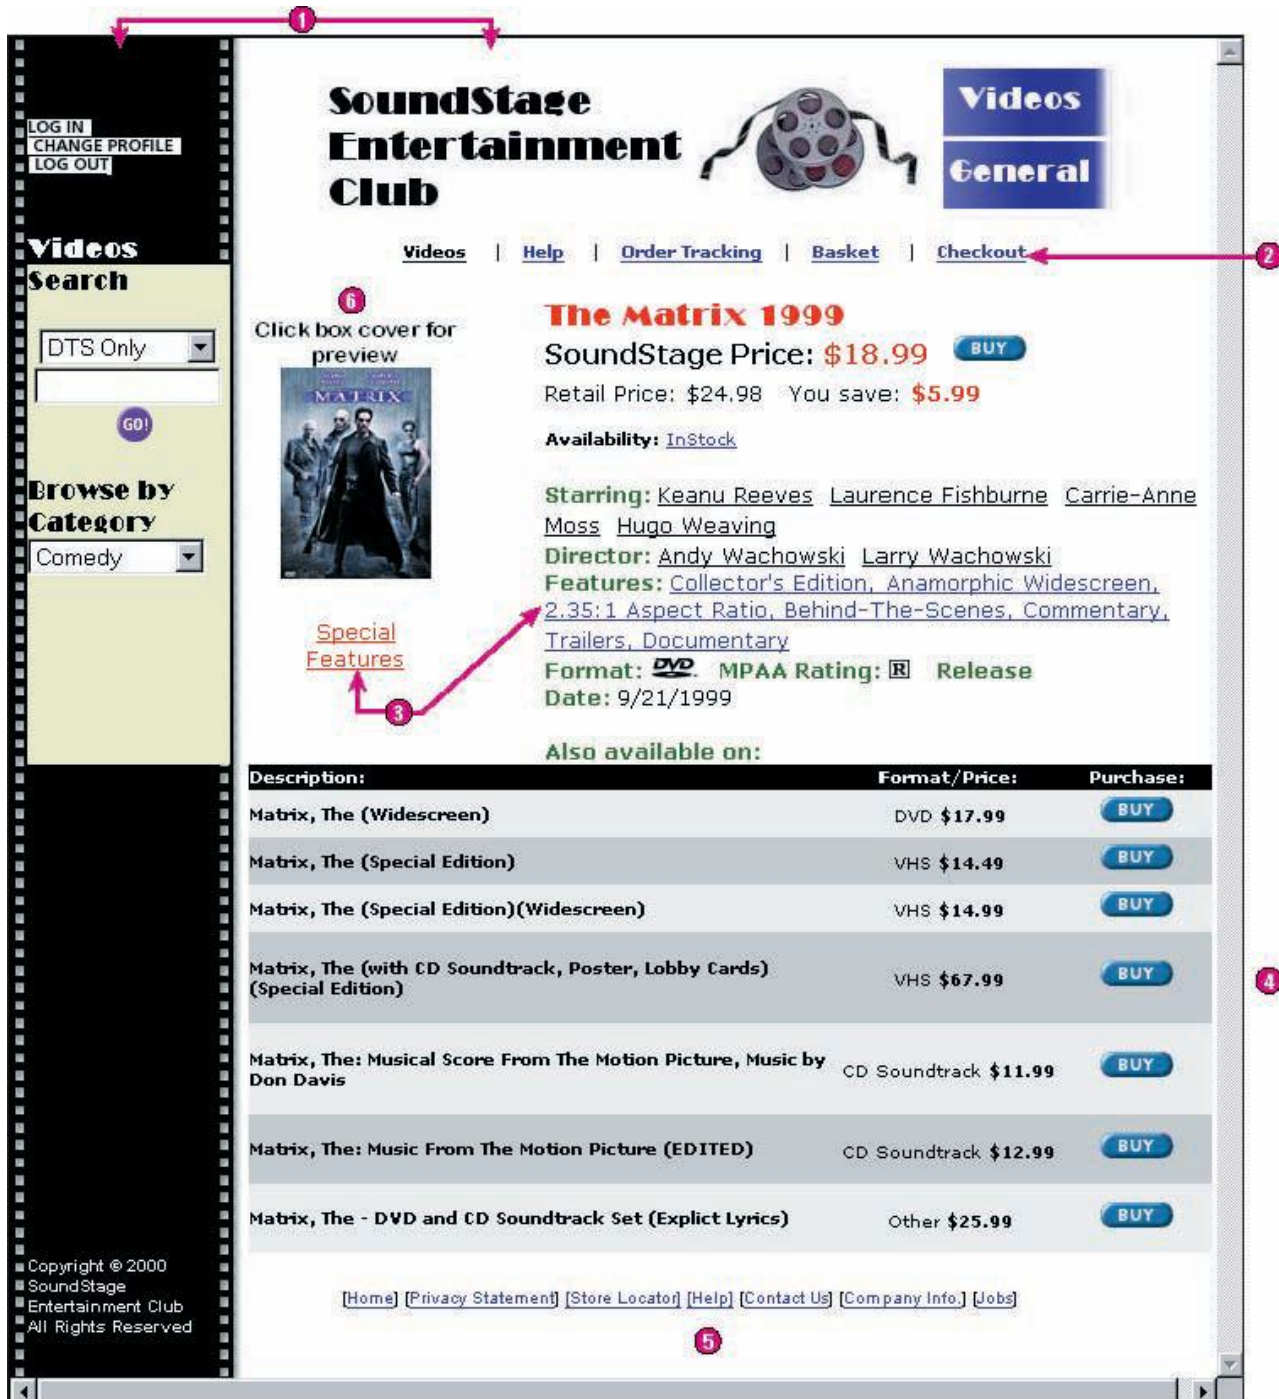 1
LOG IN
CHANGE PROFILE
LOG OUT
SoundStage
Entertainment
Club
Videos
General
Videos | Help | Order Tracking | Basket | Checkout
2
Videos
Search
DTS Only
GO!
Browse by
Category
Comedy
6
Click box cover for
preview
MATRIX
Special
Features
3
The Matrix 1999
SoundStage Price: $18.99 BUY
Retail Price: $24.98 You save: $5.99
Availability: InStock
Starring: Keanu Reeves Laurence Fishburne Carrie-Anne
Moss Hugo Weaving
Director: Andy Wachowski Larry Wachowski
Features: Collector's Edition, Anamorphic Widescreen,
2.35:1 Aspect Ratio, Behind-The-Scenes, Commentary,
Trailers, Documentary
Format: DVD MPAA Rating: R Release
Date: 9/21/1999
Also available on:
Description: Format/Price: Purchase:
Matrix, The (Widescreen) DVD $17.99 BUY
Matrix, The (Special Edition) VHS $14.49 BUY
Matrix, The (Special Edition)(Widescreen) VHS $14.99 BUY
Matrix, The (with CD Soundtrack, Poster, Lobby Cards)
(Special Edition) VHS $67.99 BUY
4
Matrix, The: Musical Score From The Motion Picture, Music by
Don Davis CD Soundtrack $11.99 BUY
Matrix, The: Music From The Motion Picture (EDITED) CD Soundtrack $12.99 BUY
Matrix, The - DVD and CD Soundtrack Set (Explict Lyrics) Other $25.99 BUY
Copyright © 2000
SoundStage
Entertainment Club
All Rights Reserved
[Home] [Privacy Statement] [Store Locator] [Help] [Contact Us] [Company Info.] [Jobs]
5